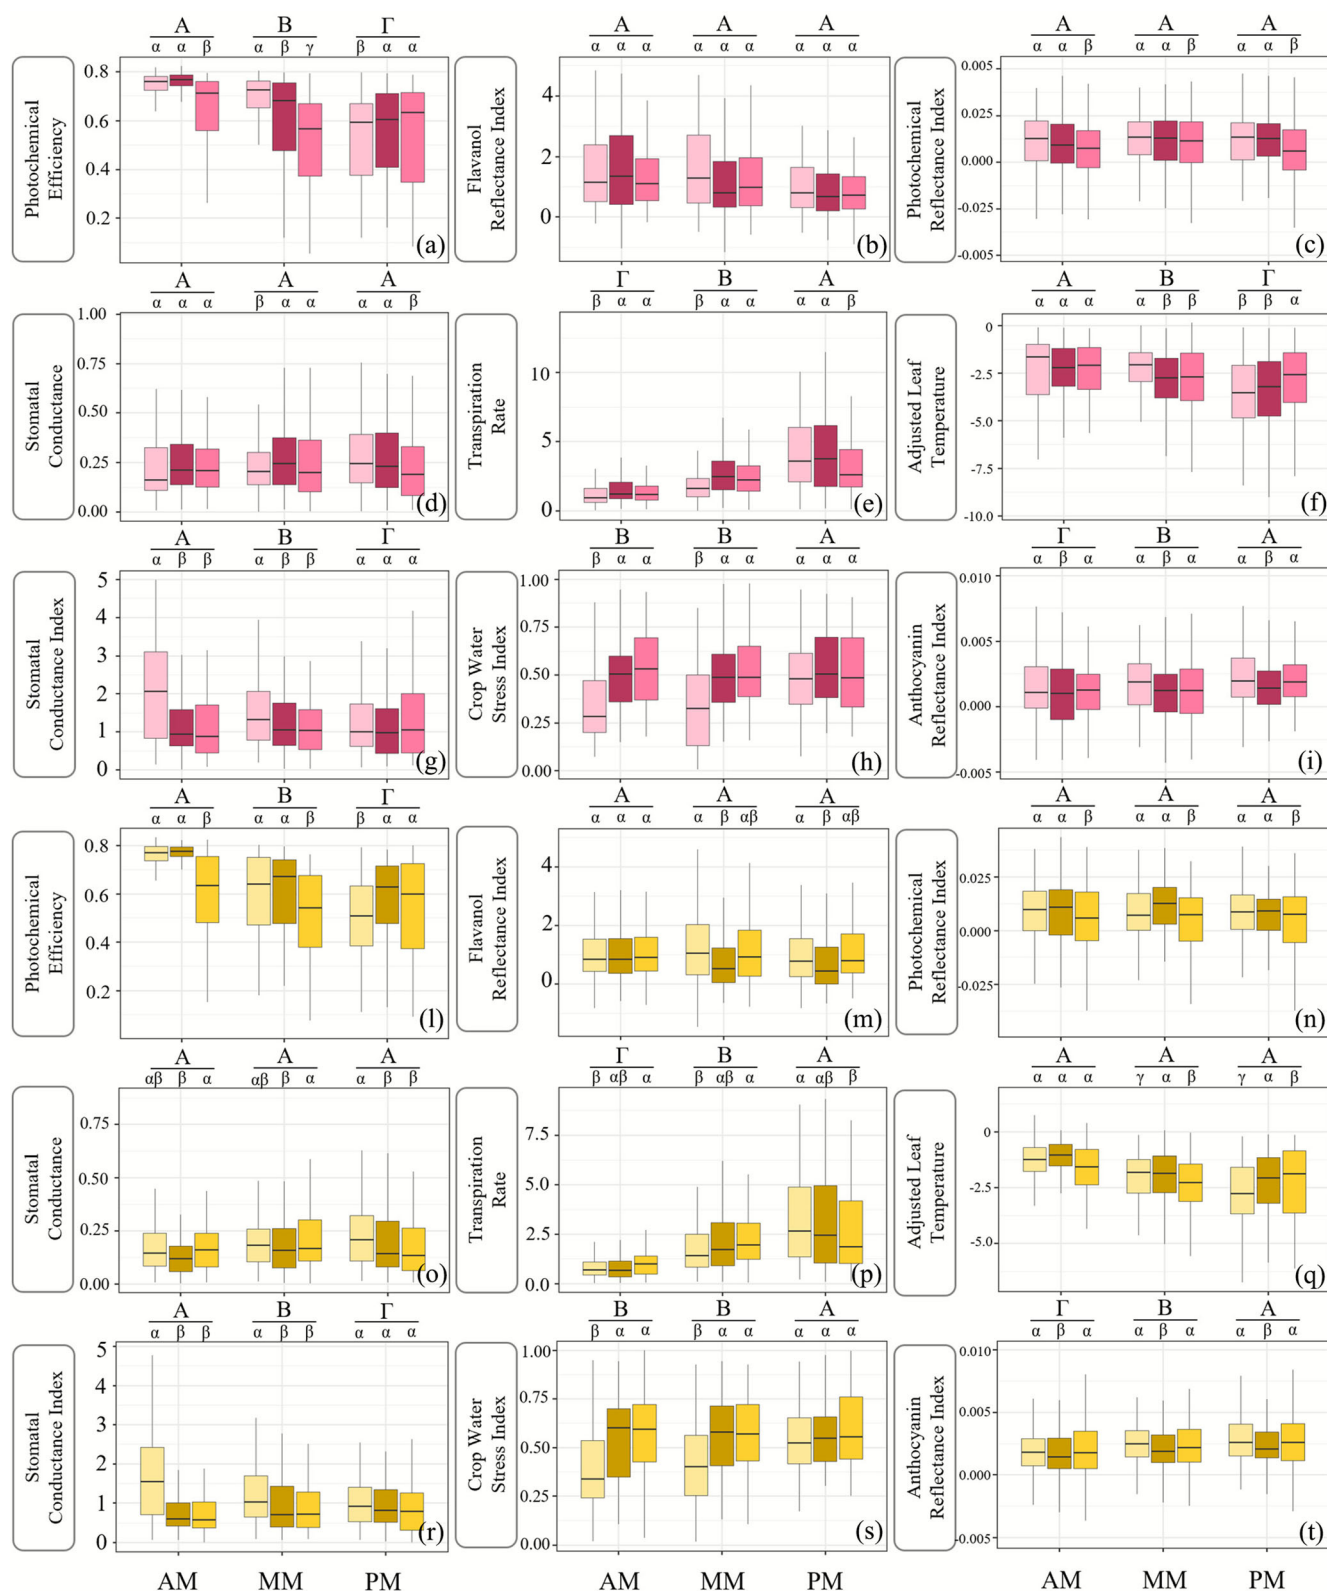 A B Γ
α α β α β γ β α α
Photochemical
Efficiency
0.8
0.6
0.4
0.2
(a)
A A A
α α α α α α α α α
Flavanol
Reflectance Index
4
2
0
(b)
A A A
α α β α α β α α β
Photochemical
Reflectance Index
0.005
0.025
0.000
-0.025
-0.005
(c)
A A A
α α α β α α α α β
Stomatal
Conductance
1.00
0.75
0.50
0.25
0.00
(d)
Γ B A
β α α β α α α α β
Transpiration
Rate
10
5
0
(e)
A B Γ
α α α α β β β β α
Adjusted Leaf
Temperature
0
-2.5
-5.0
-7.5
-10.0
(f)
A B Γ
α β β α β β α α α
Stomatal
Conductance Index
5
4
3
2
1
0
(g)
B B A
β α α β α α α α α
Crop Water
Stress Index
1.00
0.75
0.50
0.25
0.00
(h)
Γ B A
α β α α β α α β α
Anthocyanin
Reflectance Index
0.010
0.005
0.000
-0.005
(i)
A B Γ
α α β α α β β α α
Photochemical
Efficiency
0.8
0.6
0.4
0.2
(l)
A A A
α α α α β αβ α β αβ
Flavanol
Reflectance Index
4
2
0
(m)
A A A
α α β α α β α α β
Photochemical
Reflectance Index
0.025
0.000
-0.025
(n)
A A A
αβ β α αβ β α α β β
Stomatal
Conductance
0.75
0.50
0.25
0.00
(o)
Γ B A
β αβ α β αβ α α αβ β
Transpiration
Rate
7.5
5.0
2.5
0.0
(p)
A A A
α α α γ α β γ α β
Adjusted Leaf
Temperature
0
-2.5
-5.0
(q)
A B Γ
α β β α β β α α α
Stomatal
Conductance Index
5
4
3
2
1
0
(r)
B B A
β α α β α α α α α
Crop Water
Stress Index
1.00
0.75
0.50
0.25
0.00
(s)
Γ B A
α β α α β α α β α
Anthocyanin
Reflectance Index
0.010
0.005
0.000
-0.005
(t)
AM MM PM
AM MM PM
AM MM PM